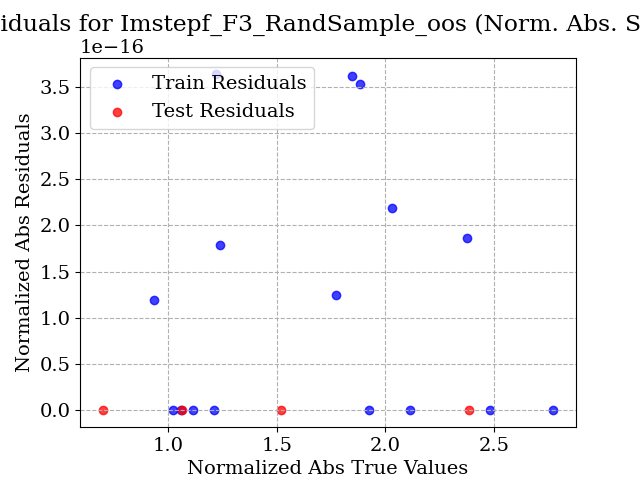 iduals for Imstepf_F3_RandSample_oos (Norm. Abs. S
1e−16
Train Residuals
Test Residuals
Normalized Abs Residuals
3.5
3.0
2.5
2.0
1.5
1.0
0.5
0.0
1.0 1.5 2.0 2.5
Normalized Abs True Values